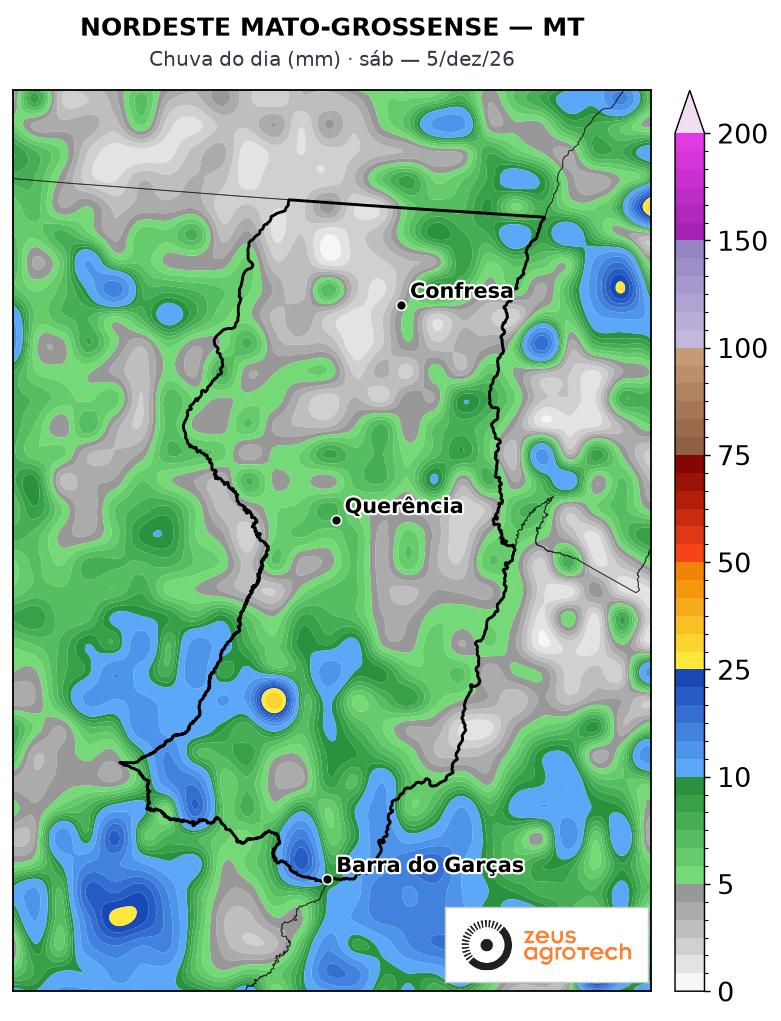 NORDESTE MATO-GROSSENSE — MT
Chuva do dia (mm) · sáb — 5/dez/26
200
150
100
75
50
25
10
5
0
Confresa
Querência
Barra do Garças
zeus
agrotech